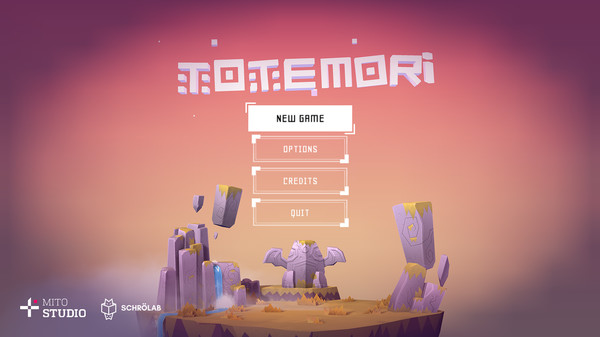 TOTEMORi
NEW GAME
OPTIONS
CREDITS
QUIT
MITO
STUDIO
SCHRÖLAB